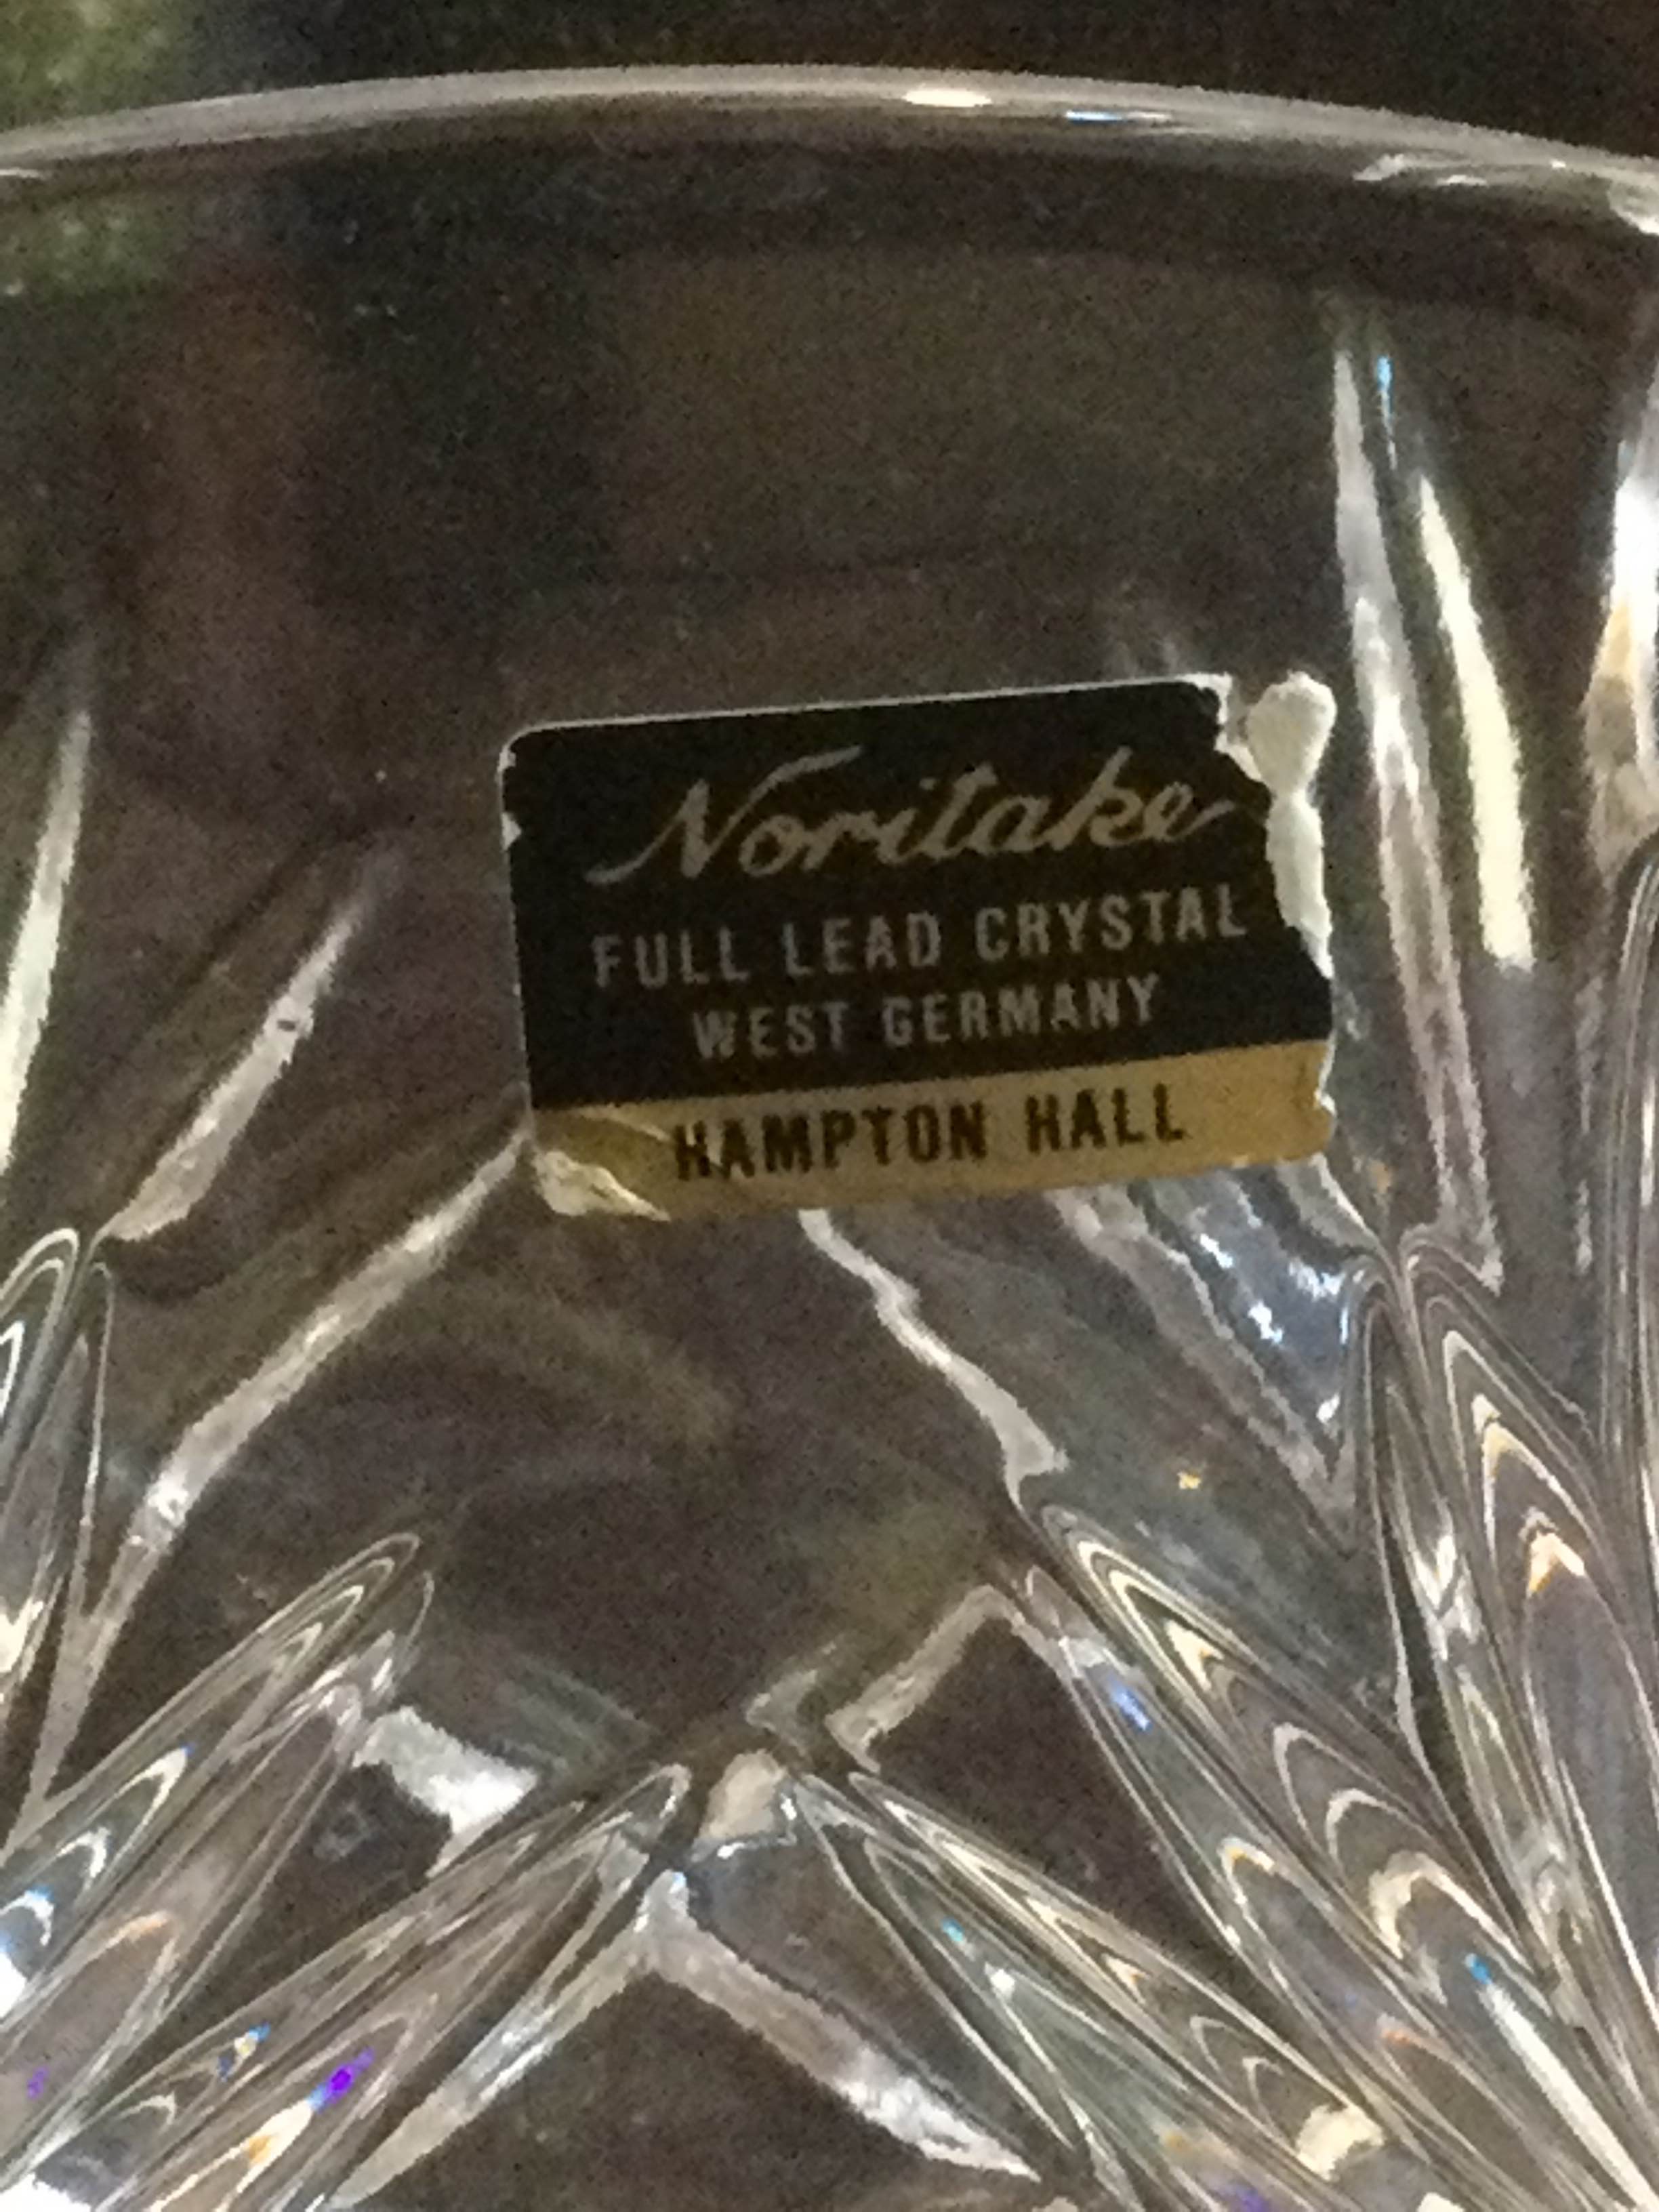 Noritake
FULL LEAD CRYSTAL
WEST GERMANY
HAMPTON HALL